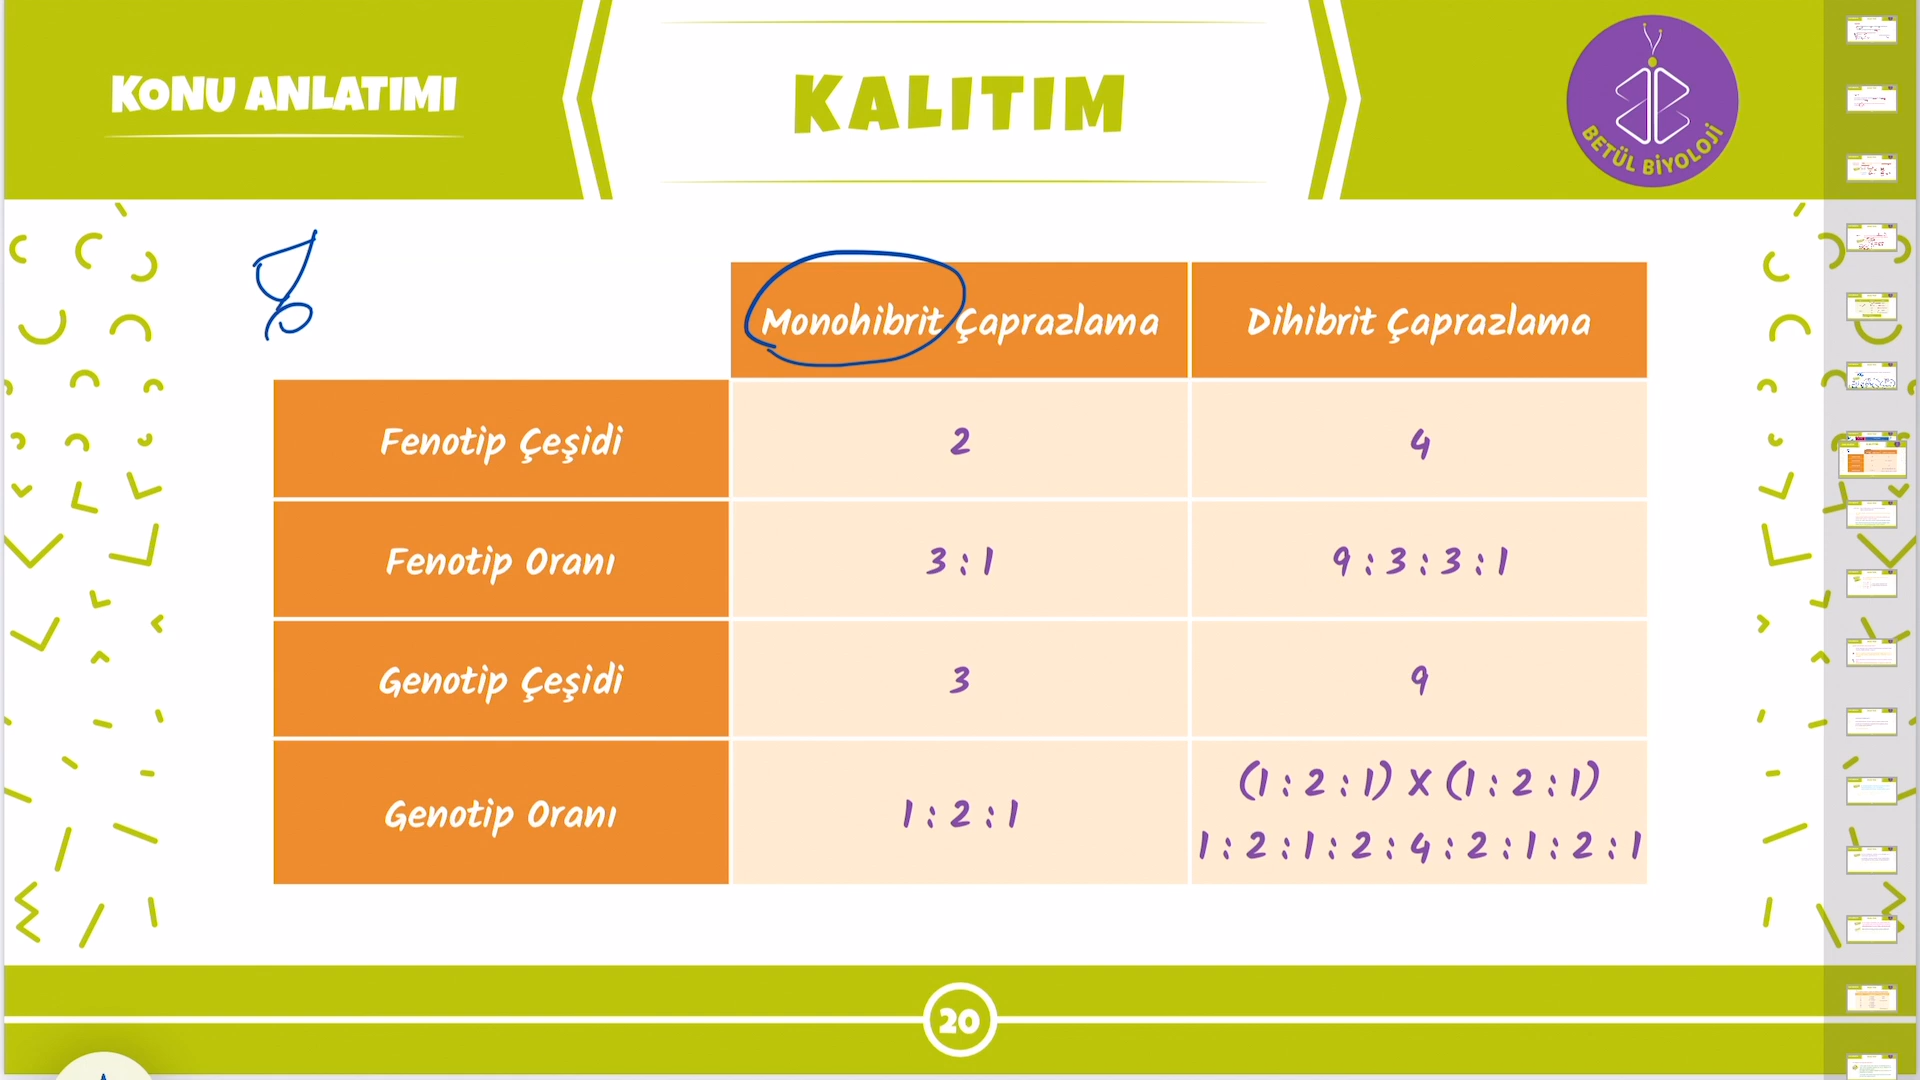 KONU ANLATIMI
KALITIM
BETÜL BİYOLOJİ
Monohibrit Çaprazlama
Dihibrit Çaprazlama
Fenotip Çeşidi
2
4
Fenotip Oranı
3 : 1
9 : 3 : 3 : 1
Genotip Çeşidi
3
9
Genotip Oranı
1 : 2 : 1
(1 : 2 : 1) X (1 : 2 : 1)
1 : 2 : 1 : 2 : 4 : 2 : 1 : 2 : 1
20